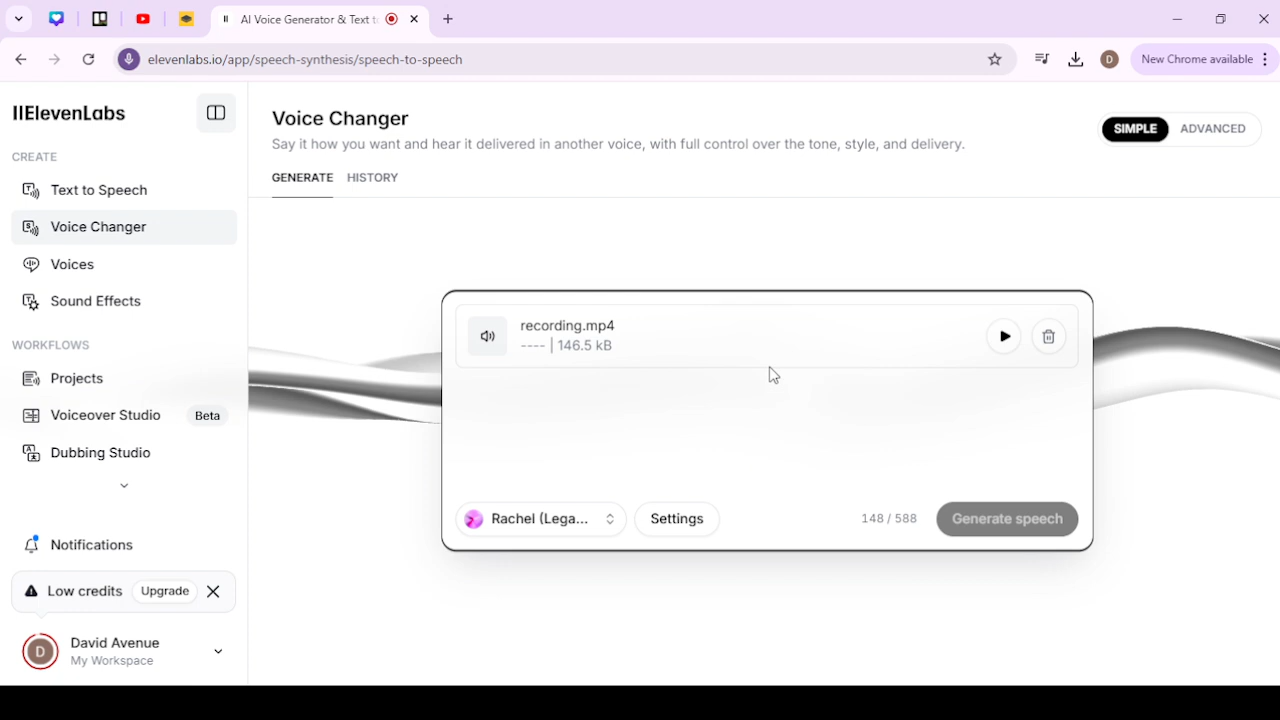 AI Voice Generator & Text t
elevenlabs.io/app/speech-synthesis/speech-to-speech
D
New Chrome available
IIElevenLabs
CREATE
Text to Speech
Voice Changer
Voices
Sound Effects
WORKFLOWS
Projects
Voiceover Studio Beta
Dubbing Studio
Notifications
Low credits Upgrade
D
David Avenue
My Workspace
Voice Changer
Say it how you want and hear it delivered in another voice, with full control over the tone, style, and delivery.
SIMPLE ADVANCED
GENERATE HISTORY
recording.mp4
---- | 146.5 kB
Rachel (Lega... Settings 148 / 588 Generate speech